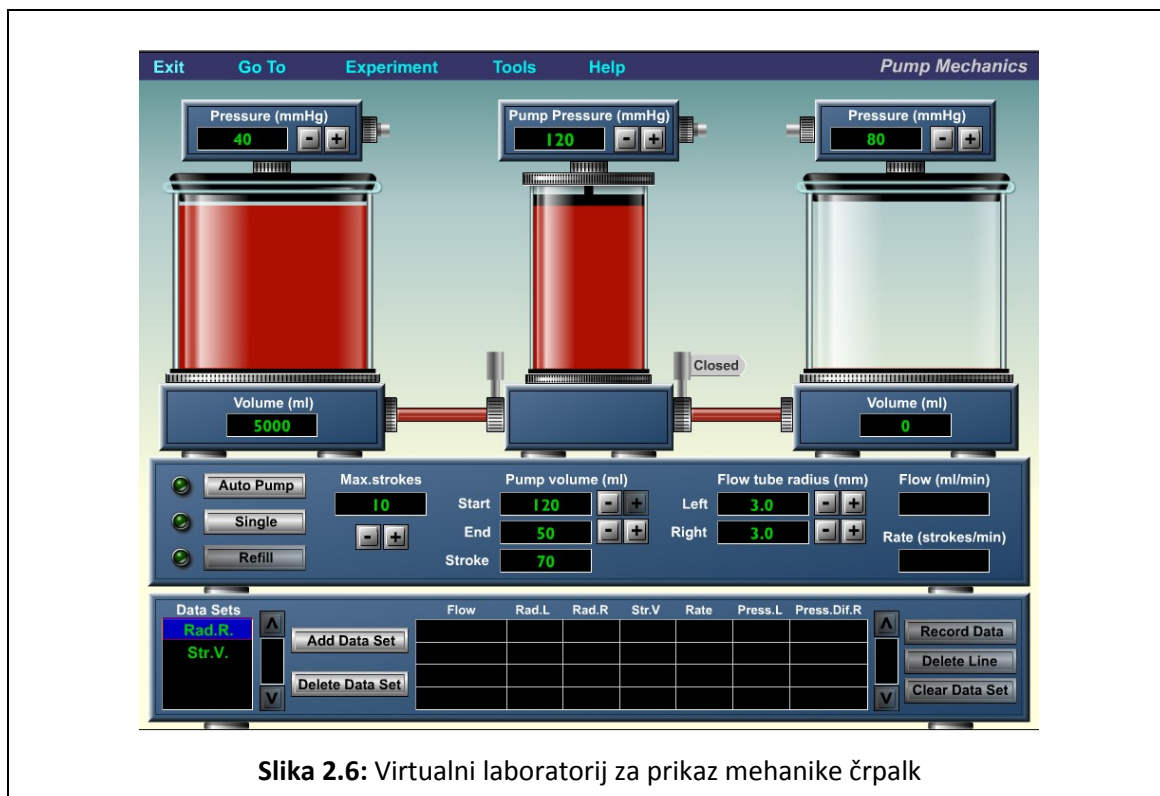 Exit Go To Experiment Tools Help Pump Mechanics
Pressure (mmHg) Pump Pressure (mmHg) Pressure (mmHg)
40 - + 120 - + 80 - +
Closed
Volume (ml) Volume (ml)
5000 0
Auto Pump Max.strokes Pump volume (ml) Flow tube radius (mm) Flow (ml/min)
10 Start 120 - + Left 3.0 - +
Single - + End 50 - + Right 3.0 - + Rate (strokes/min)
Refill Stroke 70
Data Sets Flow Rad.L Rad.R Str.V Rate Press.L Press.Dif.R
Rad.R. Λ Add Data Set Λ Record Data
Str.V. Delete Line
V Delete Data Set V Clear Data Set
Slika 2.6: Virtualni laboratorij za prikaz mehanike črpalk